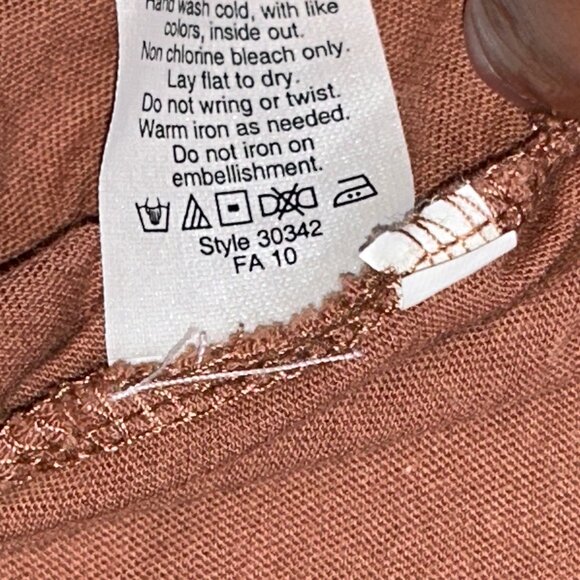 Hand wash cold, with like
colors, inside out.
Non chlorine bleach only.
Lay flat to dry.
Do not wring or twist.
Warm iron as needed.
Do not iron on
embellishment.
Style 30342
FA 10